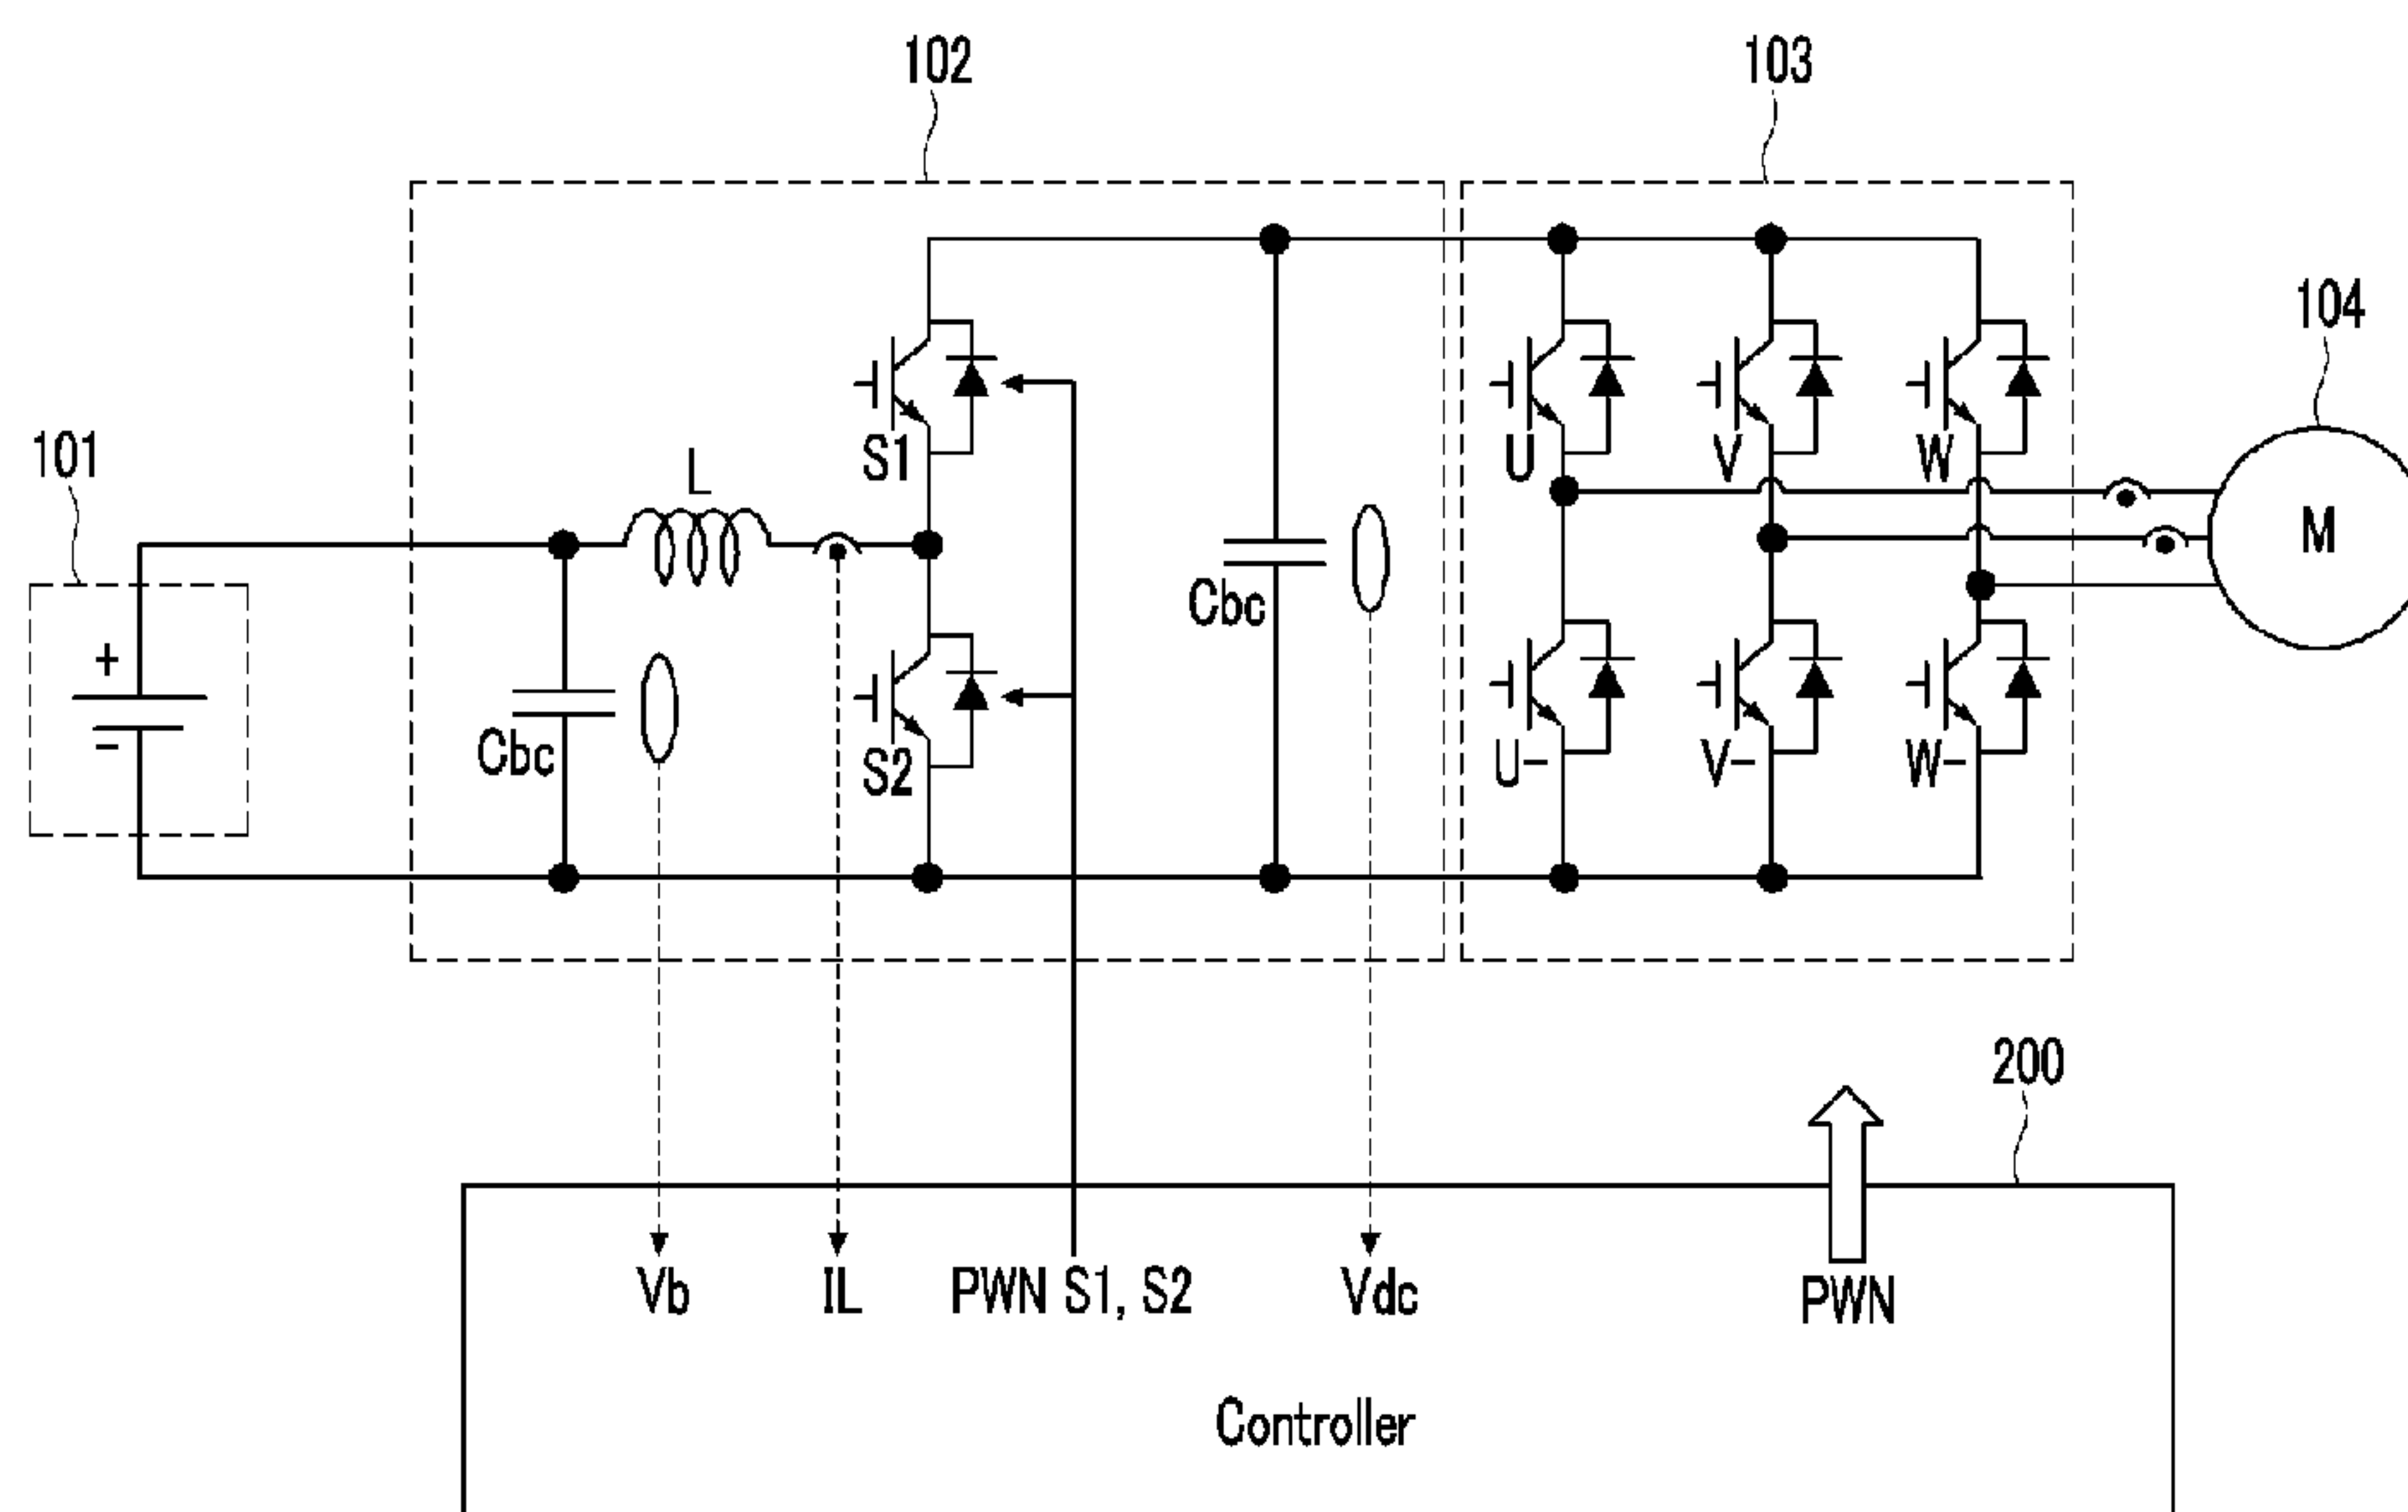 102
103
104
101
L
S1
U
V
W
M
+
-
Cbc
Cbc
S2
U-
V-
W-
200
Vb
IL
PWN S1, S2
Vdc
PWN
Controller